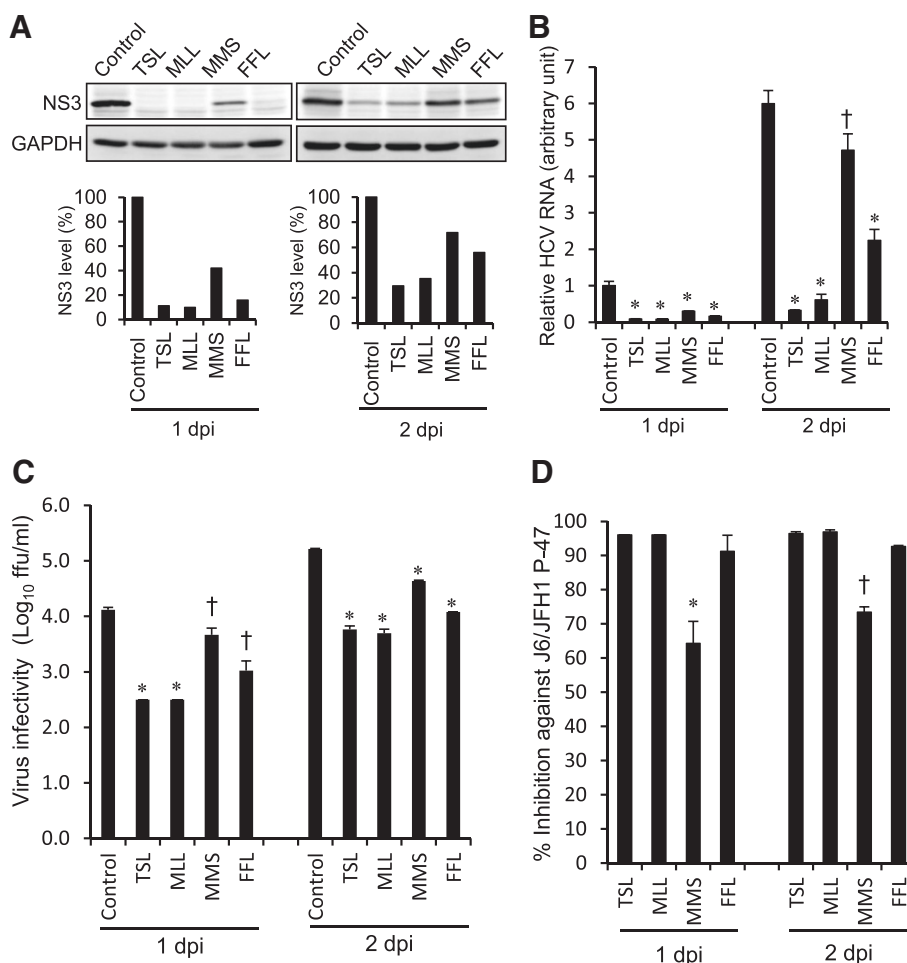 A
Control
TSL
MLL
MMS
FFL
Control
TSL
MLL
MMS
FFL
NS3
GAPDH
NS3 level (%)
100
80
60
40
20
0
Control
TSL
MLL
MMS
FFL
1 dpi
NS3 level (%)
100
80
60
40
20
0
Control
TSL
MLL
MMS
FFL
2 dpi
B
Relative HCV RNA (arbitrary unit)
7
6
5
4
3
2
1
0
* * * *
* * † *
Control
TSL
MLL
MMS
FFL
1 dpi
Control
TSL
MLL
MMS
FFL
2 dpi
C
Virus infectivity (Log10 ffu/ml)
6.0
5.0
4.0
3.0
2.0
1.0
0.0
* * † †
* * * *
Control
TSL
MLL
MMS
FFL
1 dpi
Control
TSL
MLL
MMS
FFL
2 dpi
D
% Inhibition against J6/JFH1 P-47
100
90
80
70
60
50
40
30
20
10
0
*
†
TSL
MLL
MMS
FFL
1 dpi
TSL
MLL
MMS
FFL
2 dpi